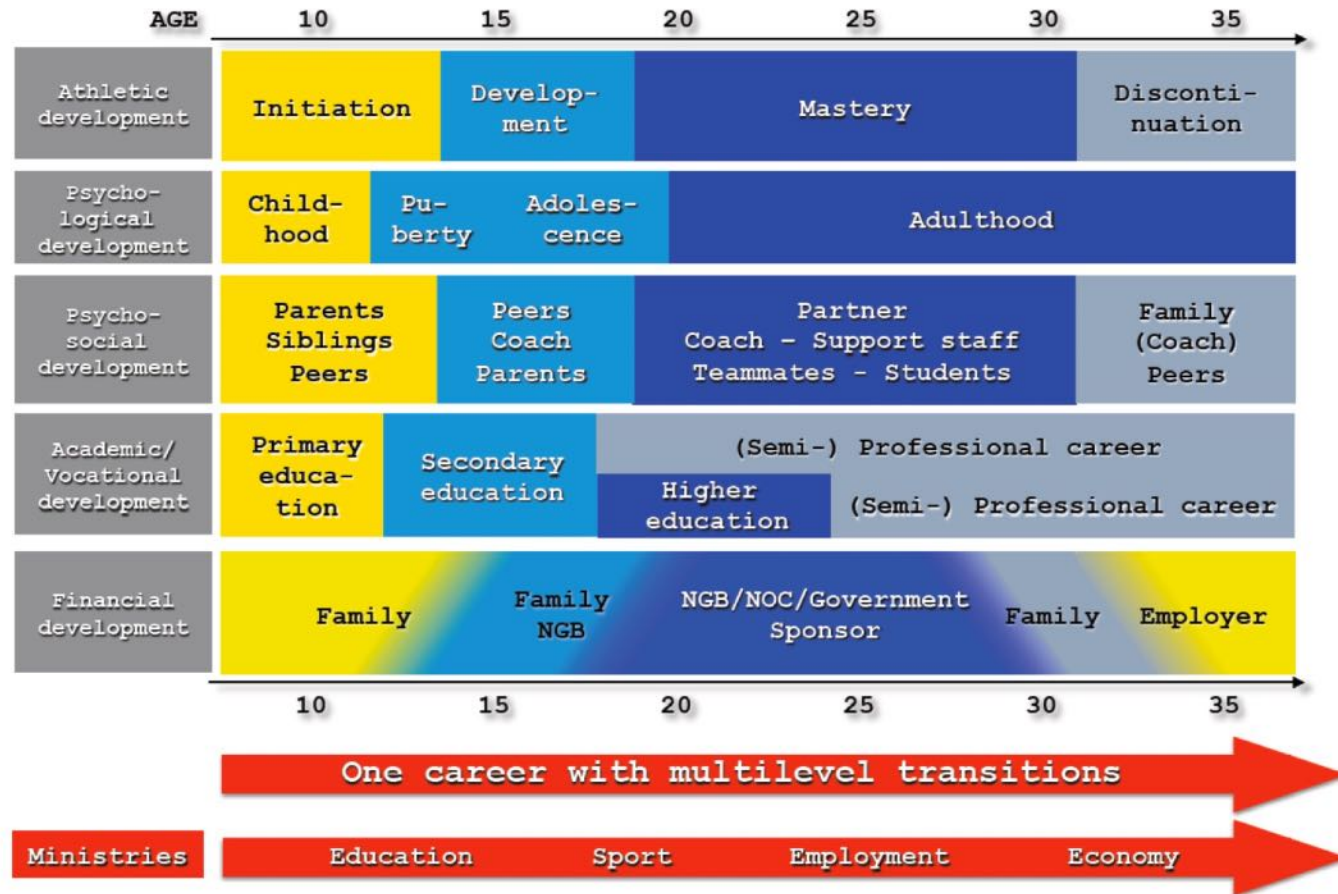 AGE 10 15 20 25 30 35
Athletic
development
Initiation
Develop-
ment
Mastery
Disconti-
nuation
Psycho-
logical
development
Child-
hood
Pu-
berty
Adoles-
cence
Adulthood
Psycho-
social
development
Parents
Siblings
Peers
Peers
Coach
Parents
Partner
Coach – Support staff
Teammates - Students
Family
(Coach)
Peers
Academic/
Vocational
development
Primary
educa-
tion
Secondary
education
(Semi-) Professional career
Higher
education
(Semi-) Professional career
Financial
development
Family
Family
NGB
NGB/NOC/Government
Sponsor
Family
Employer
10 15 20 25 30 35
One career with multilevel transitions
Ministries
Education Sport Employment Economy